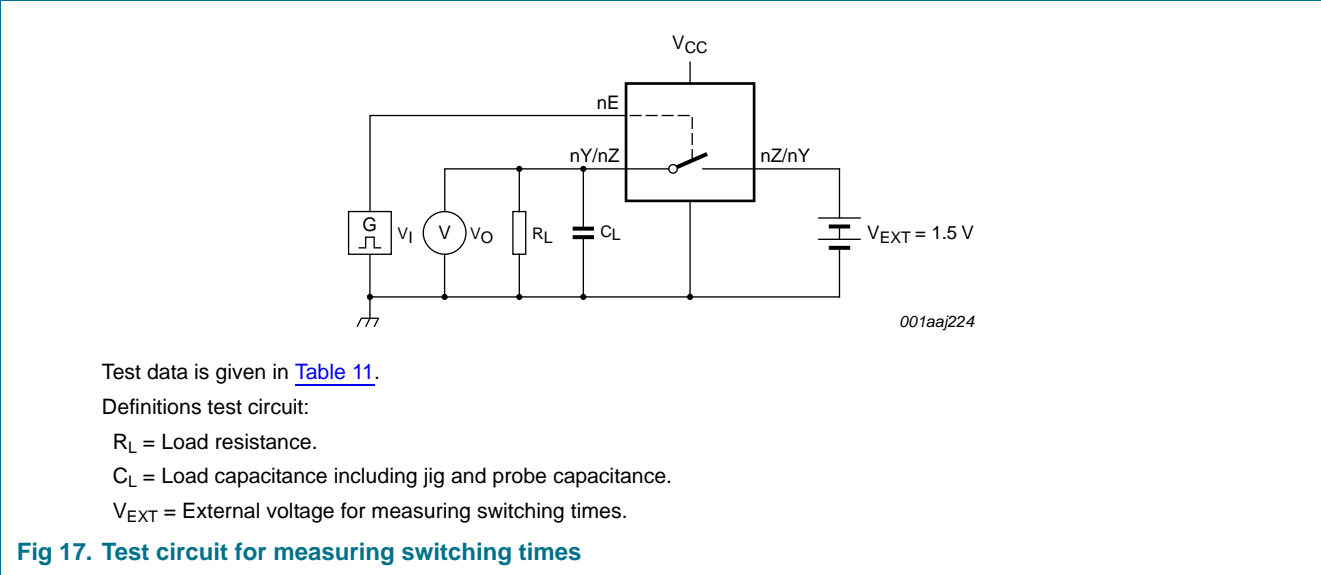 VCC
nE
nY/nZ
nZ/nY
G
VI
V
VO
RL
CL
VEXT = 1.5 V
001aaj224
Test data is given in Table 11.
Definitions test circuit:
RL = Load resistance.
CL = Load capacitance including jig and probe capacitance.
VEXT = External voltage for measuring switching times.
Fig 17. Test circuit for measuring switching times